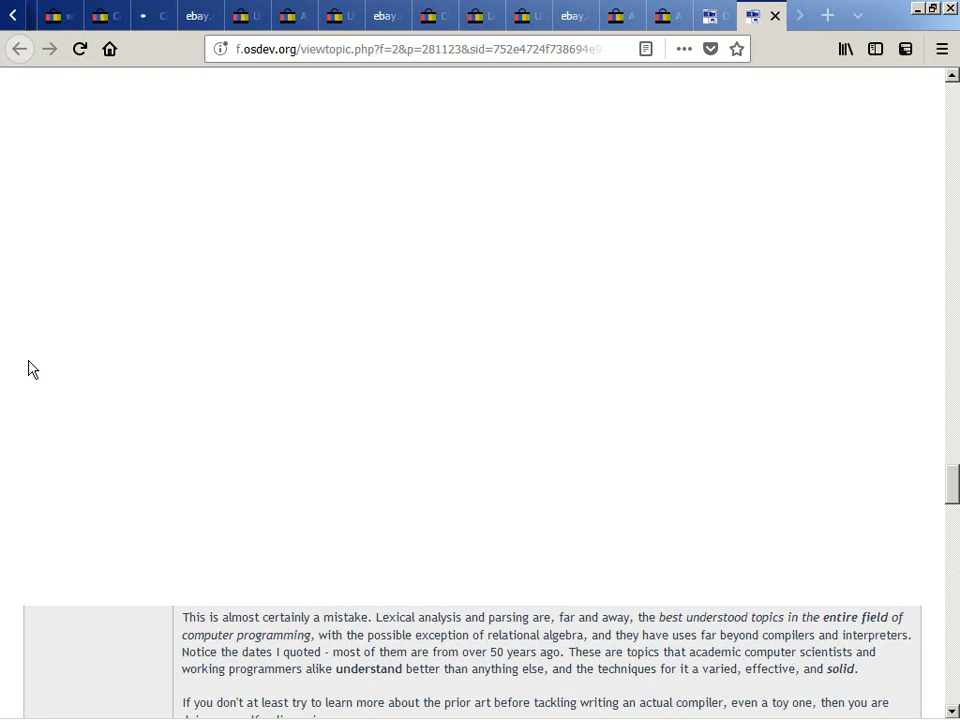 ebay
ebay
ebay
f.osdev.org/viewtopic.php?f=2&p=281123&sid=752e4724f738694e9
This is almost certainly a mistake. Lexical analysis and parsing are, far and away, the best understood topics in the entire field of
computer programming, with the possible exception of relational algebra, and they have uses far beyond compilers and interpreters.
Notice the dates I quoted - most of them are from over 50 years ago. These are topics that academic computer scientists and
working programmers alike understand better than anything else, and the techniques for it a varied, effective, and solid.
If you don't at least try to learn more about the prior art before tackling writing an actual compiler, even a toy one, then you are